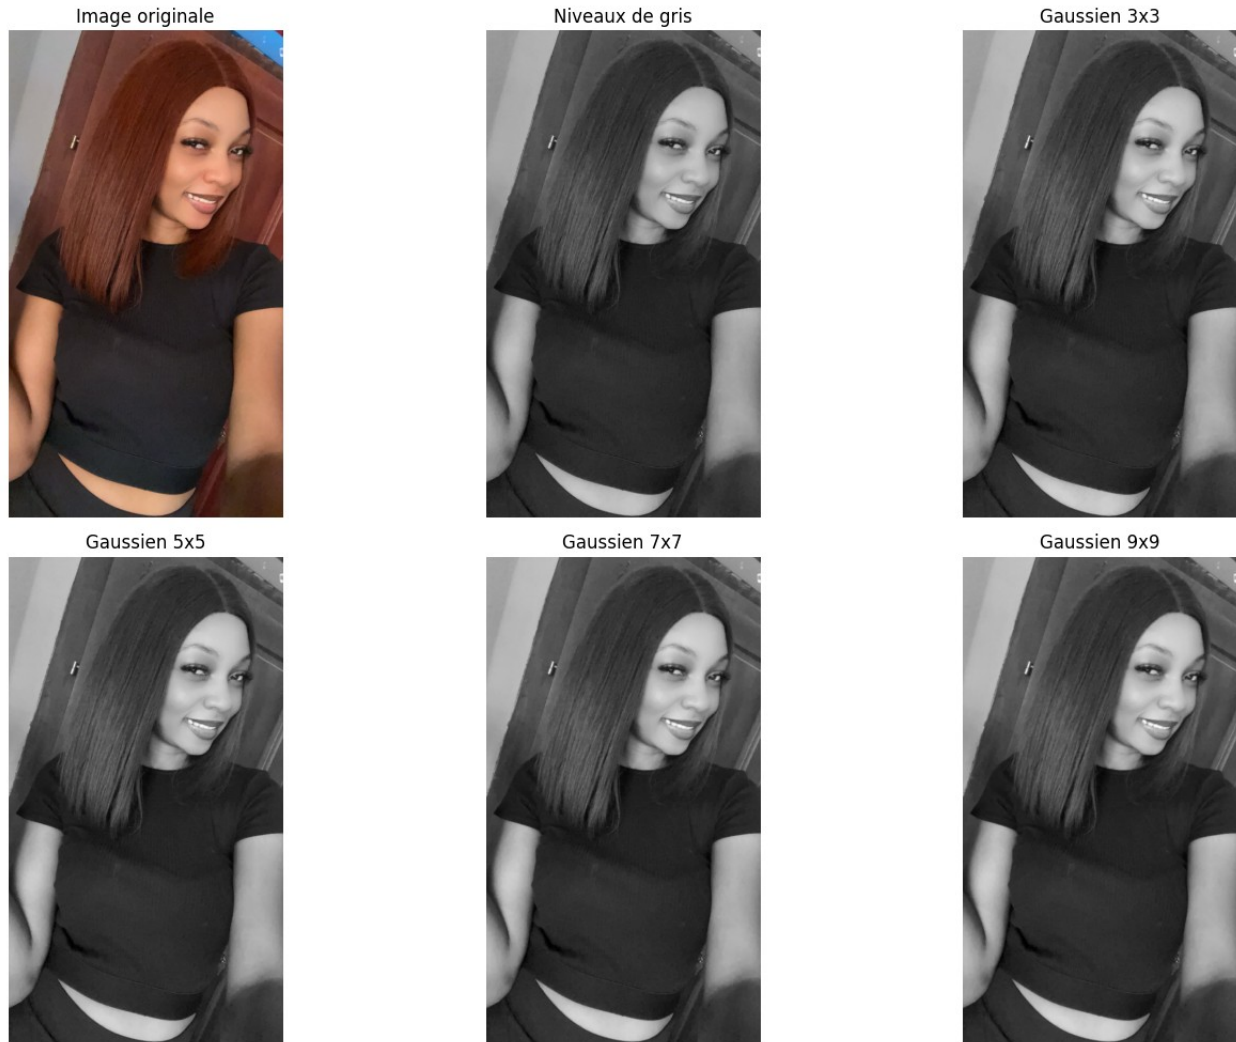 Image originale
Niveaux de gris
Gaussien 3x3
Gaussien 5x5
Gaussien 7x7
Gaussien 9x9